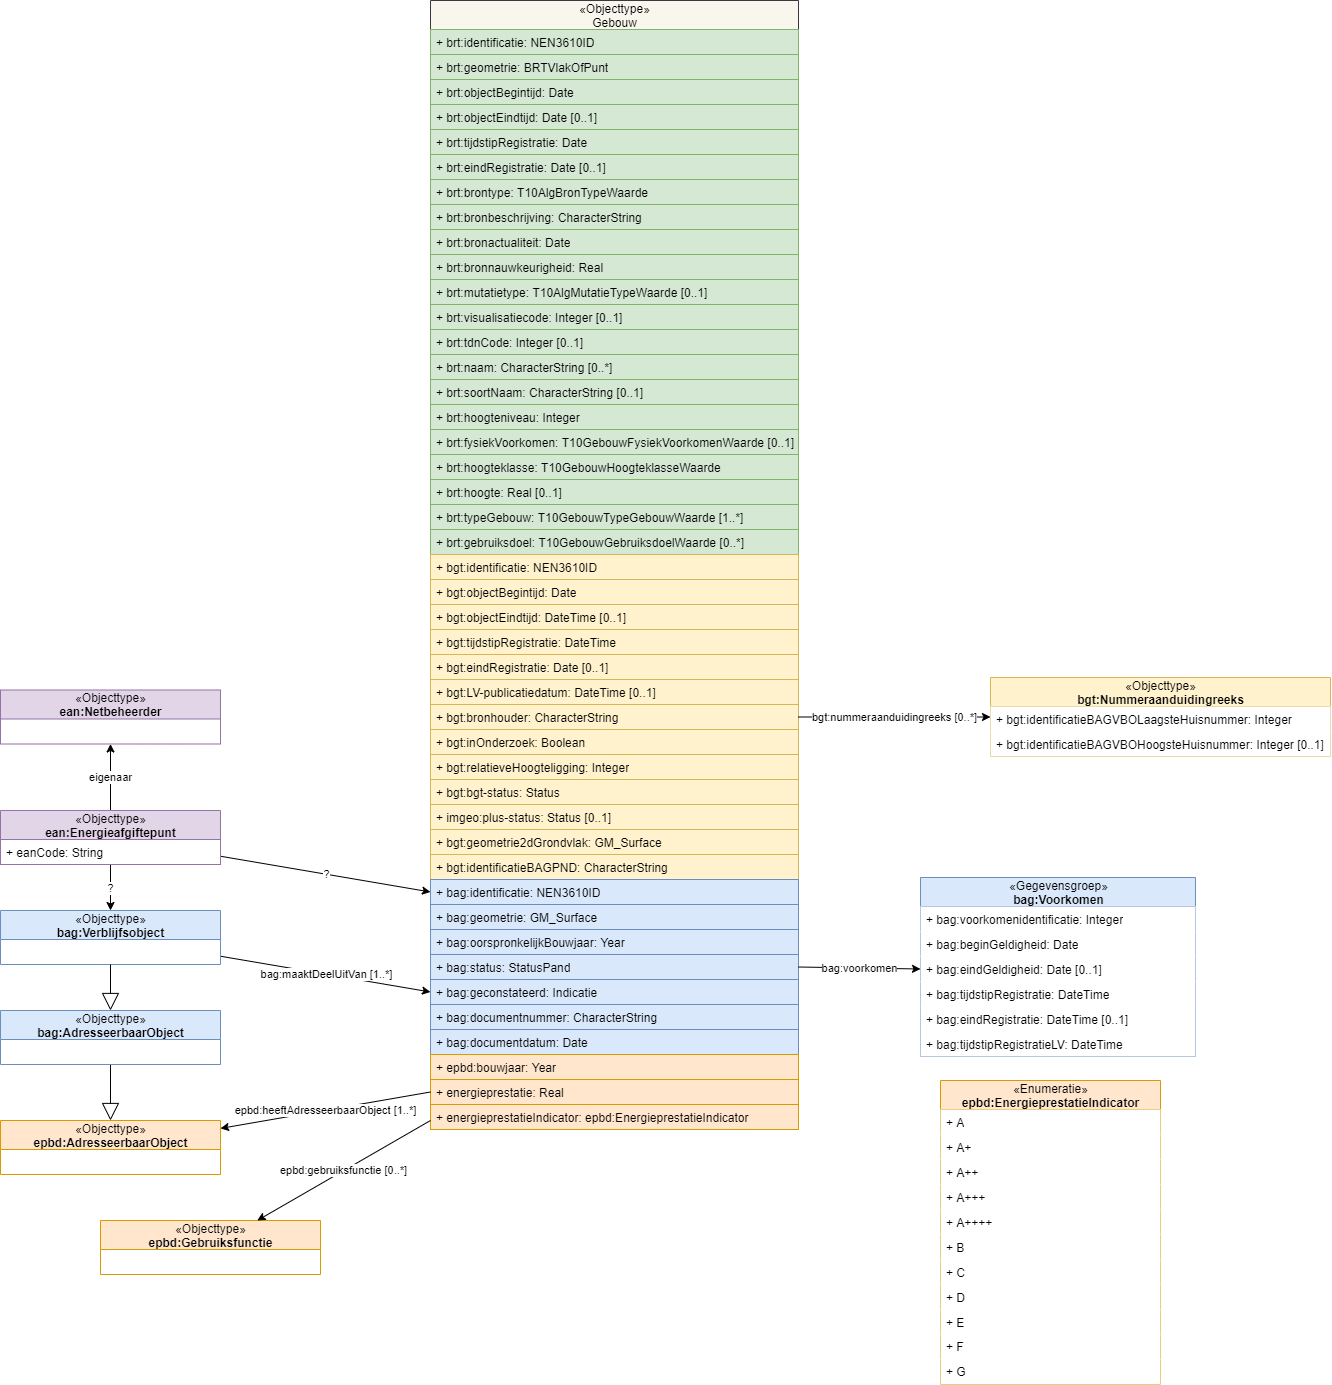 «Objecttype»
Gebouw
+ brt:identificatie: NEN3610ID
+ brt:geometrie: BRTVlakOfPunt
+ brt:objectBegintijd: Date
+ brt:objectEindtijd: Date [0..1]
+ brt:tijdstipRegistratie: Date
+ brt:eindRegistratie: Date [0..1]
+ brt:brontype: T10AlgBronTypeWaarde
+ brt:bronbeschrijving: CharacterString
+ brt:bronactualiteit: Date
+ brt:bronnauwkeurigheid: Real
+ brt:mutatietype: T10AlgMutatieTypeWaarde [0..1]
+ brt:visualisatiecode: Integer [0..1]
+ brt:tdnCode: Integer [0..1]
+ brt:naam: CharacterString [0..*]
+ brt:soortNaam: CharacterString [0..1]
+ brt:hoogteniveau: Integer
+ brt:fysiekVoorkomen: T10GebouwFysiekVoorkomenWaarde [0..1]
+ brt:hoogteklasse: T10GebouwHoogteklasseWaarde
+ brt:hoogte: Real [0..1]
+ brt:typeGebouw: T10GebouwTypeGebouwWaarde [1..*]
+ brt:gebruiksdoel: T10GebouwGebruiksdoelWaarde [0..*]
+ bgt:identificatie: NEN3610ID
+ bgt:objectBegintijd: Date
+ bgt:objectEindtijd: DateTime [0..1]
+ bgt:tijdstipRegistratie: DateTime
+ bgt:eindRegistratie: Date [0..1]
+ bgt:LV-publicatiedatum: DateTime [0..1]
+ bgt:bronhouder: CharacterString
+ bgt:inOnderzoek: Boolean
+ bgt:relatieveHoogteligging: Integer
+ bgt:bgt-status: Status
+ imgeo:plus-status: Status [0..1]
+ bgt:geometrie2dGrondvlak: GM_Surface
+ bgt:identificatieBAGPND: CharacterString
+ bag:identificatie: NEN3610ID
+ bag:geometrie: GM_Surface
+ bag:oorspronkelijkBouwjaar: Year
+ bag:status: StatusPand
+ bag:geconstateerd: Indicatie
+ bag:documentnummer: CharacterString
+ bag:documentdatum: Date
+ epbd:bouwjaar: Year
+ energieprestatie: Real
+ energieprestatieIndicator: epbd:EnergieprestatieIndicator
«Objecttype»
ean:Netbeheerder
eigenaar
«Objecttype»
ean:Energieafgiftepunt
+ eanCode: String
?
?
«Objecttype»
bag:Verblijfsobject
bag:maaktDeelUitVan [1..*]
«Objecttype»
bag:AdresseerbaarObject
epbd:heeftAdresseerbaarObject [1..*]
«Objecttype»
epbd:AdresseerbaarObject
epbd:gebruiksfunctie [0..*]
«Objecttype»
epbd:Gebruiksfunctie
bgt:nummeraanduidingreeks [0..*]
«Objecttype»
bgt:Nummeraanduidingreeks
+ bgt:identificatieBAGVBOLaagsteHuisnummer: Integer
+ bgt:identificatieBAGVBOHoogsteHuisnummer: Integer [0..1]
bag:voorkomen
«Gegevensgroep»
bag:Voorkomen
+ bag:voorkomenidentificatie: Integer
+ bag:beginGeldigheid: Date
+ bag:eindGeldigheid: Date [0..1]
+ bag:tijdstipRegistratie: DateTime
+ bag:eindRegistratie: DateTime [0..1]
+ bag:tijdstipRegistratieLV: DateTime
«Enumeratie»
epbd:EnergieprestatieIndicator
+ A
+ A+
+ A++
+ A+++
+ A++++
+ B
+ C
+ D
+ E
+ F
+ G